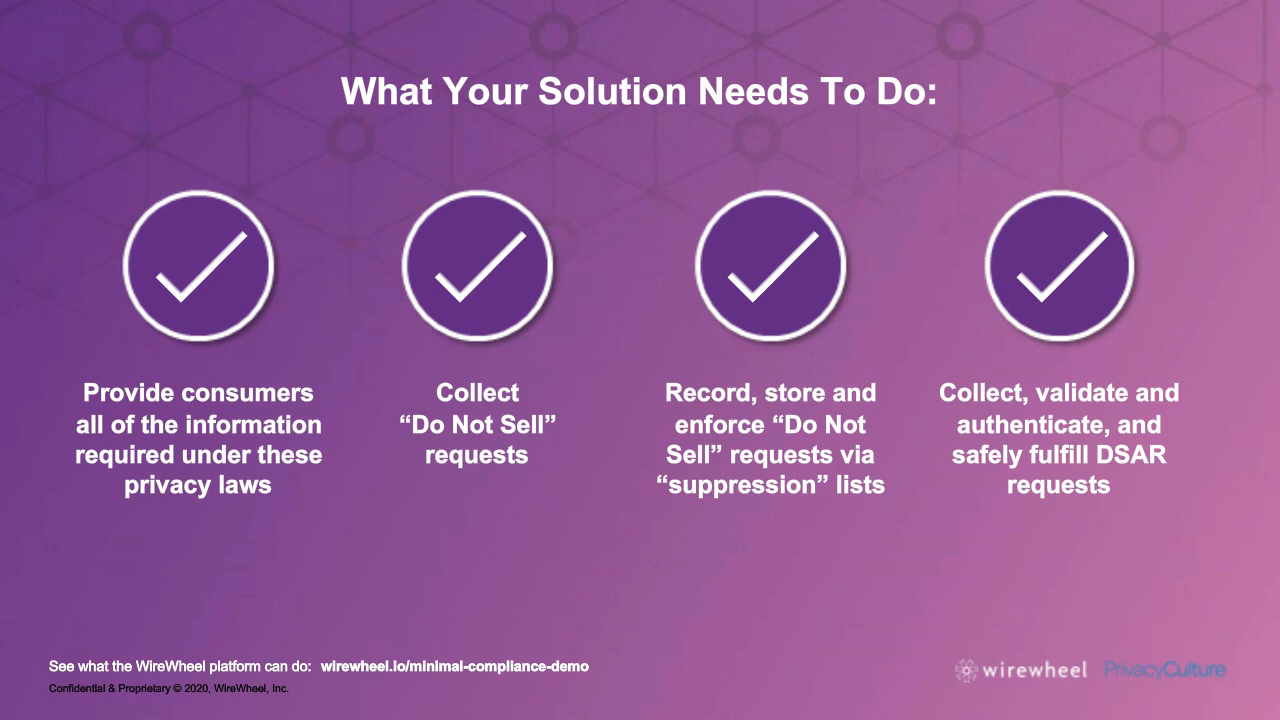 What Your Solution Needs To Do:
Provide consumers
all of the information
required under these
privacy laws
Collect
“Do Not Sell”
requests
Record, store and
enforce “Do Not
Sell” requests via
“suppression” lists
Collect, validate and
authenticate, and
safely fulfill DSAR
requests
See what the WireWheel platform can do: wirewheel.io/minimal-compliance-demo
Confidential & Proprietary © 2020, WireWheel, Inc.
wirewheel PrivacyCulture